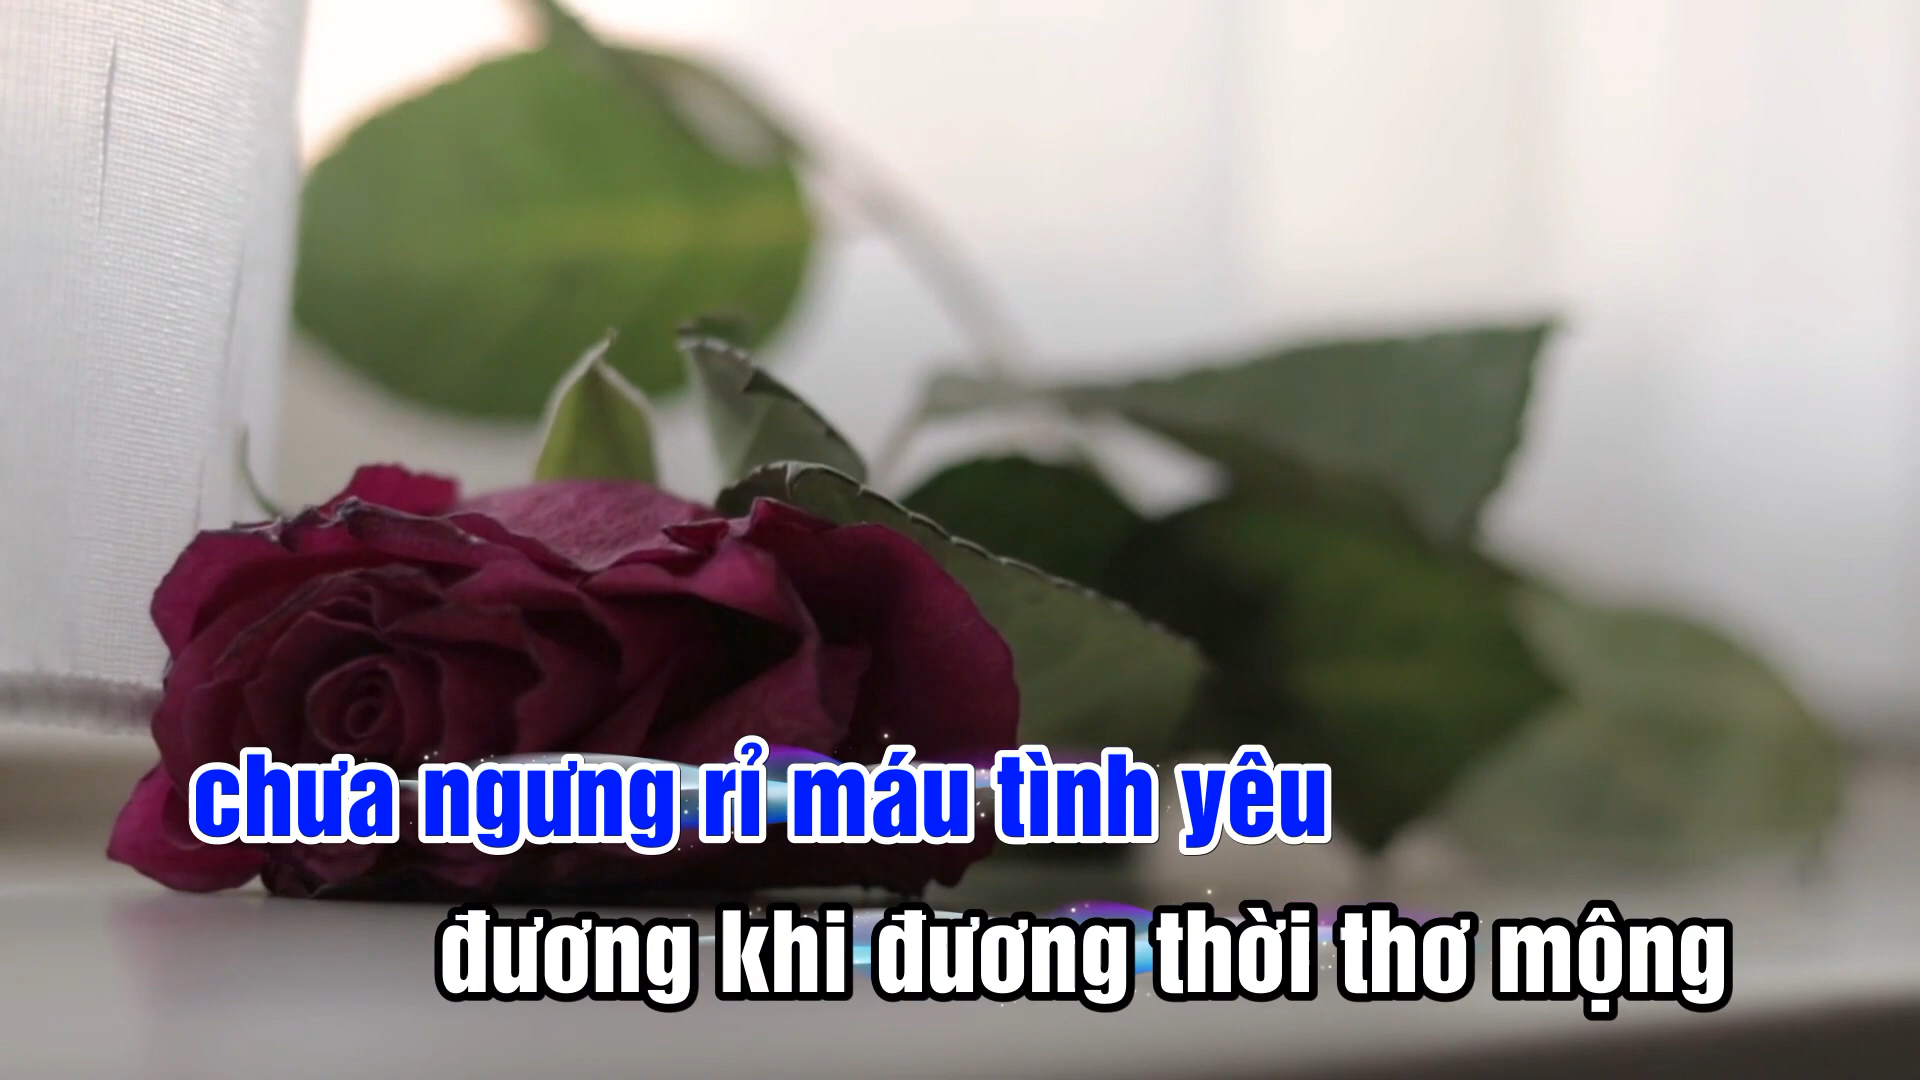 chưa ngưng rỉ máu tình yêu
đương khi đương thời thơ mộng